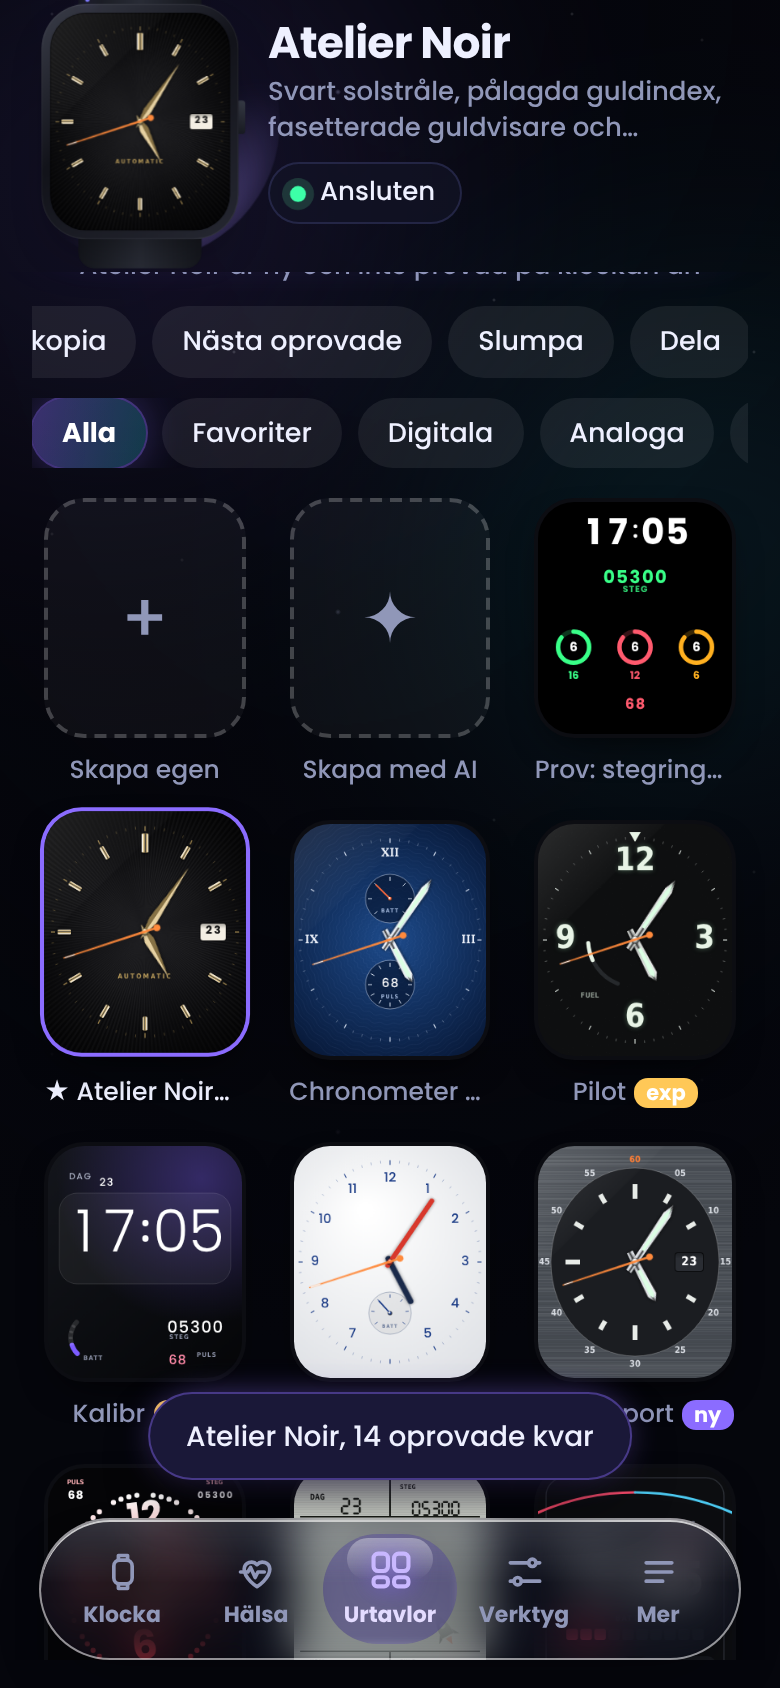 Atelier Noir
Svart solstråle, pålagda guldindex,
fasetterade guldvisare och...
23
AUTOMATIC
Ansluten
kopia
Nästa oprovade
Slumpa
Dela
Alla
Favoriter
Digitala
Analoga
Skapa egen
Skapa med AI
17:05
05300
STEG
6 6 6
16 12 6
68
Prov: stegring...
23
AUTOMATIC
★ Atelier Noir...
XII
BATT
IX III
68
PULS
Chronometer ...
12
9 3
FUEL
6
Pilot exp
DAG 23
17:05
05300
STEG
BATT 68 PULS
Kalibr
12
11 1
10 2
9 3
8 4
BATT
7 5
60
55 05
50 10
45 23 15
40 20
35 25
30
port ny
Atelier Noir, 14 oprovade kvar
PULS STEG
68 05300
12
6
DAG 23
STEG 05300
Klocka
Hälsa
Urtavlor
Verktyg
Mer